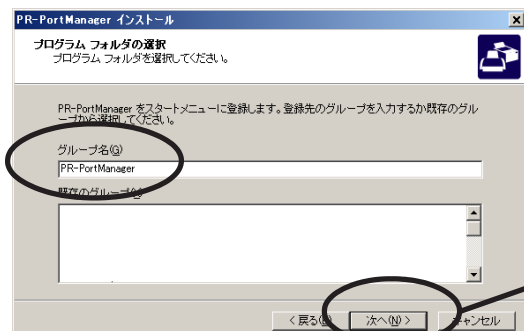 PR-PortManager インストール
プログラム フォルダの選択
プログラム フォルダを選択してください。
PR-PortManager をスタートメニューに登録します。登録先のグループを入力するか既存のグル
ープから選択してください。
グループ名(G)
PR-PortManager
既存のグループ
< 戻る
次へ(N) >
キャンセル